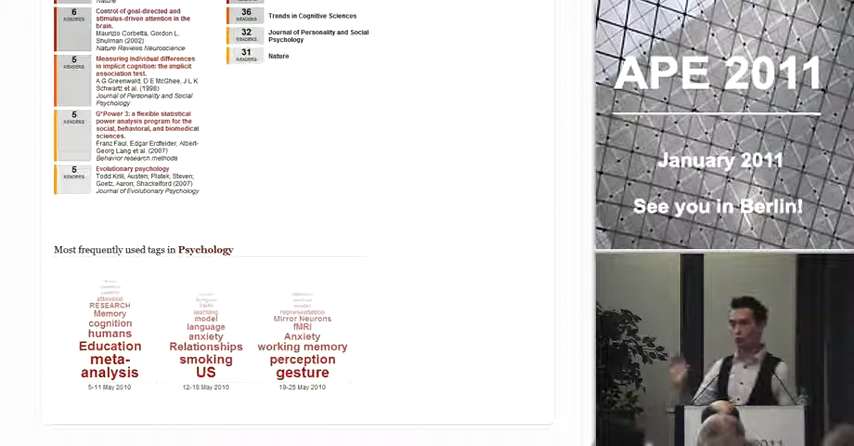 Nature
6
READERS
Control of goal-directed and
stimulus-driven attention in the
brain.
Maurizio Corbetta, Gordon L.
Shulman (2002)
Nature Reviews Neuroscience
5
READERS
Measuring individual differences
in implicit cognition: the implicit
association test.
A G Greenwald, D E McGhee, J L K
Schwartz et al. (1998)
Journal of Personality and Social
Psychology
5
READERS
G*Power 3: a flexible statistical
power analysis program for the
social, behavioral, and biomedical
sciences.
Franz Faul, Edgar Erdfelder, Albert-
Georg Lang et al. (2007)
Behavior research methods
5
READERS
Evolutionary psychology
Todd Krill, Austen; Platek, Steven;
Goetz, Aaron; Shackelford (2007)
Journal of Evolutionary Psychology
36
READERS
Trends in Cognitive Sciences
32
READERS
Journal of Personality and Social
Psychology
31
READERS
Nature
Most frequently used tags in Psychology
attention
RESEARCH
Memory
cognition
humans
Education
meta-
analysis
5-11 May 2010
learning
model
language
anxiety
Relationships
smoking
US
12-18 May 2010
representation
Mirror Neurons
fMRI
Anxiety
working memory
perception
gesture
19-25 May 2010
APE 2011
January 2011
See you in Berlin!